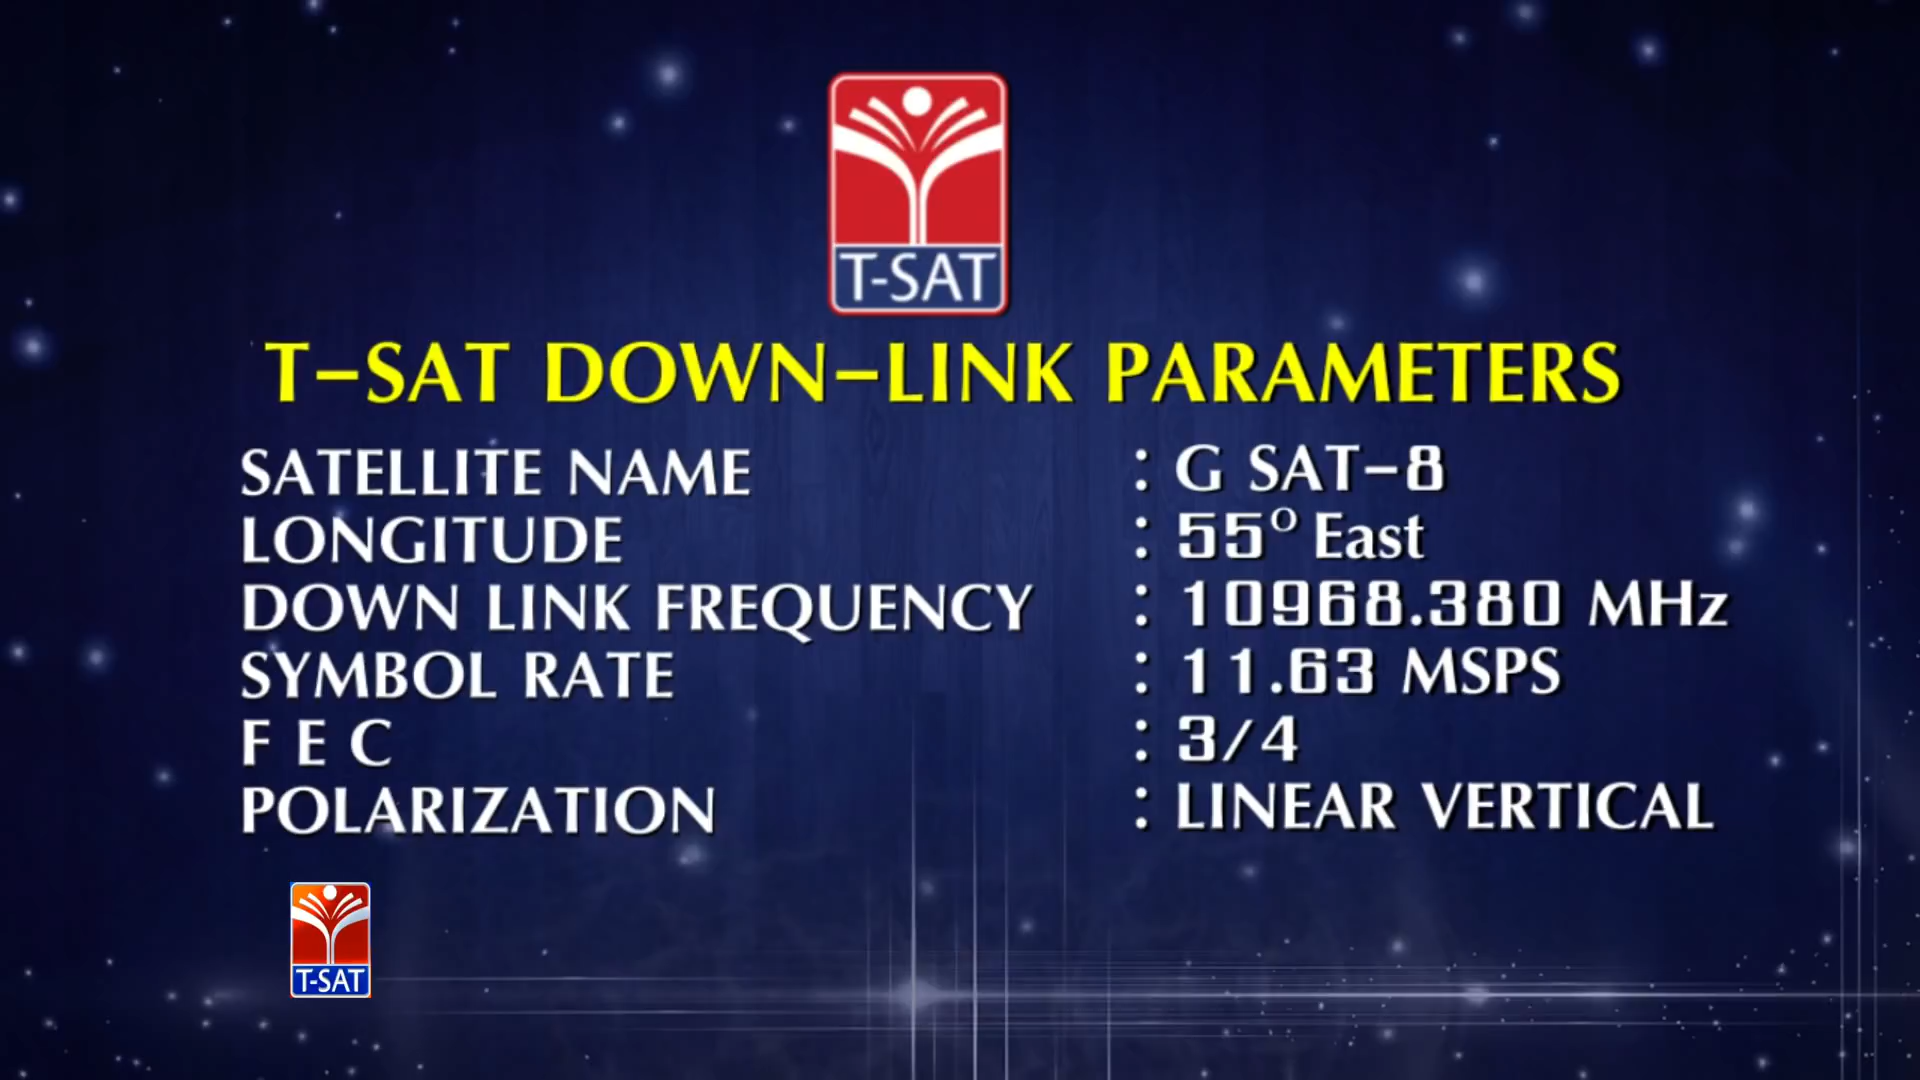 T-SAT
T-SAT DOWN-LINK PARAMETERS
SATELLITE NAME : G SAT-8
LONGITUDE : 55° East
DOWN LINK FREQUENCY : 10968.380 MHz
SYMBOL RATE : 11.63 MSPS
F E C : 3/4
POLARIZATION : LINEAR VERTICAL
T-SAT